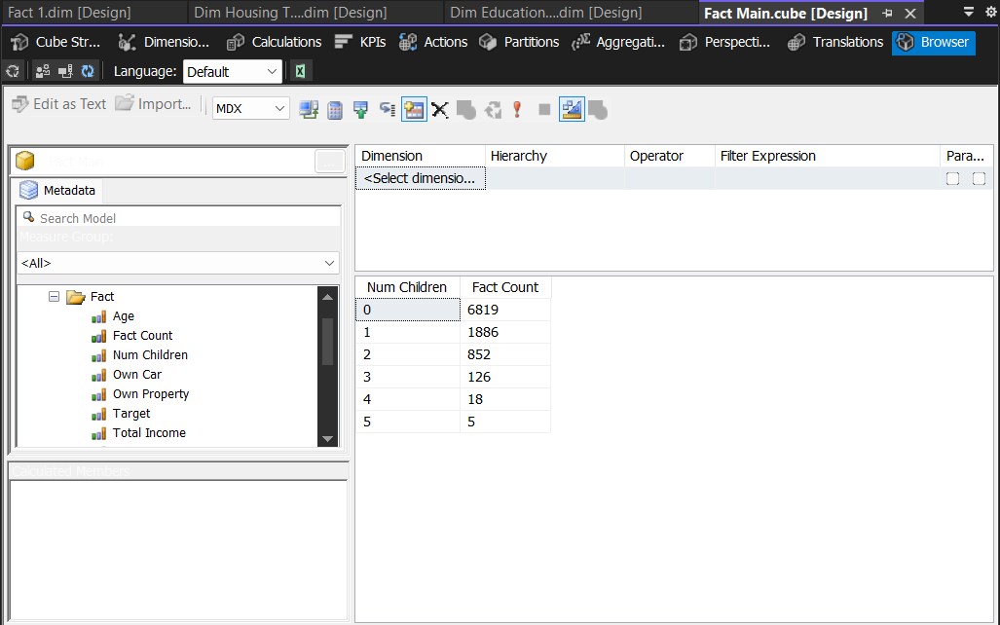 Fact 1.dim [Design] Dim Housing T....dim [Design] Dim Education....dim [Design] Fact Main.cube [Design]
Cube Str... Dimensio... Calculations KPIs Actions Partitions Aggregati... Perspecti... Translations Browser
Language: Default
Edit as Text Import... MDX
Fact Main
Metadata
Search Model
Measure Group:
<All>
Fact
Age
Fact Count
Num Children
Own Car
Own Property
Target
Total Income
Calculated Members
Dimension Hierarchy Operator Filter Expression Para...
<Select dimensio...
Num Children Fact Count
0 6819
1 1886
2 852
3 126
4 18
5 5